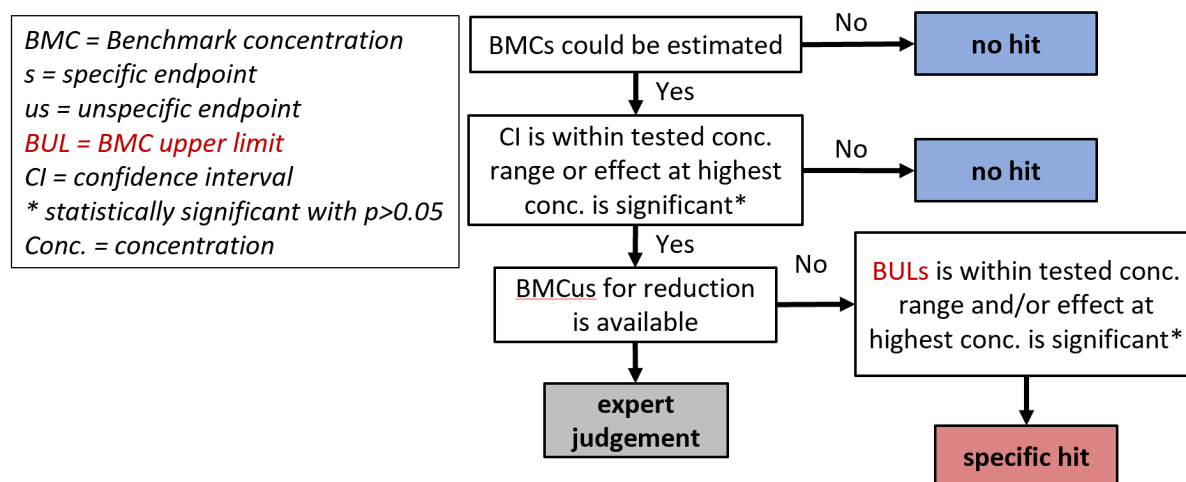 BMC = Benchmark concentration
s = specific endpoint
us = unspecific endpoint
BUL = BMC upper limit
CI = confidence interval
* statistically significant with p>0.05
Conc. = concentration
BMCs could be estimated
No
no hit
Yes
CI is within tested conc.
range or effect at highest
conc. is significant*
No
no hit
Yes
BMCus for reduction
is available
No
BULs is within tested conc.
range and/or effect at
highest conc. is significant*
expert
judgement
specific hit